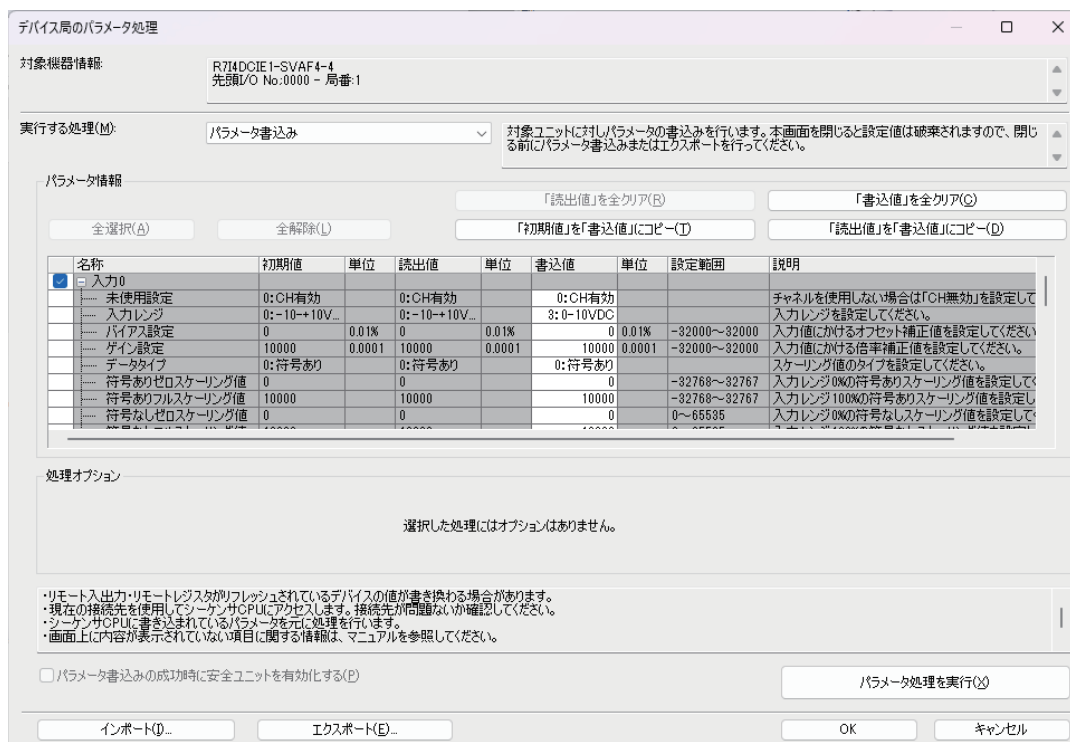 デバイス局のパラメータ処理
対象機器情報:
R7I4DCIE1-SVAF4-4
先頭I/O No.:0000 - 局番:1
実行する処理(M):
パラメータ書込み
対象ユニットに対しパラメータの書込みを行います。本画面を閉じると設定値は破棄されますので、閉じる前にパラメータ書込みまたはエクスポートを行ってください。
パラメータ情報
「読出値」を全クリア(R)
「書込値」を全クリア(C)
全選択(A)
全解除(L)
「初期値」を「書込値」にコピー(T)
「読出値」を「書込値」にコピー(D)
名称 初期値 単位 読出値 単位 書込値 単位 設定範囲 説明
入力0
未使用設定 0:CH有効 0:CH有効 0:CH有効 チャネルを使用しない場合は「CH無効」を設定して
入力レンジ 0:-10-+10V... 0:-10-+10V... 3:0-10VDC 入力レンジを設定してください。
バイアス設定 0 0.01% 0 0.01% 0 0.01% -32000~32000 入力値にかけるオフセット補正値を設定してください
ゲイン設定 10000 0.0001 10000 0.0001 10000 0.0001 -32000~32000 入力値にかける倍率補正値を設定してください。
データタイプ 0:符号あり 0:符号あり 0:符号あり スケーリング値のタイプを設定してください。
符号ありゼロスケーリング値 0 0 0 -32768~32767 入力レンジ0%の符号ありスケーリング値を設定して
符号ありフルスケーリング値 10000 10000 10000 -32768~32767 入力レンジ100%の符号ありスケーリング値を設定し
符号なしゼロスケーリング値 0 0 0 0~65535 入力レンジ0%の符号なしスケーリング値を設定して
処理オプション
選択した処理にはオプションはありません。
・リモート入出力・リモートレジスタがリフレッシュされているデバイスの値が書き換わる場合があります。
・現在の接続先を使用してシーケンサCPUにアクセスします。接続先が問題ないか確認してください。
・シーケンサCPUに書き込まれているパラメータを元に処理を行います。
・画面上に内容が表示されていない項目に関する情報は、マニュアルを参照してください。
パラメータ書込みの成功時に安全ユニットを有効化する(P)
パラメータ処理を実行(X)
インポート(I)...
エクスポート(E)...
OK
キャンセル